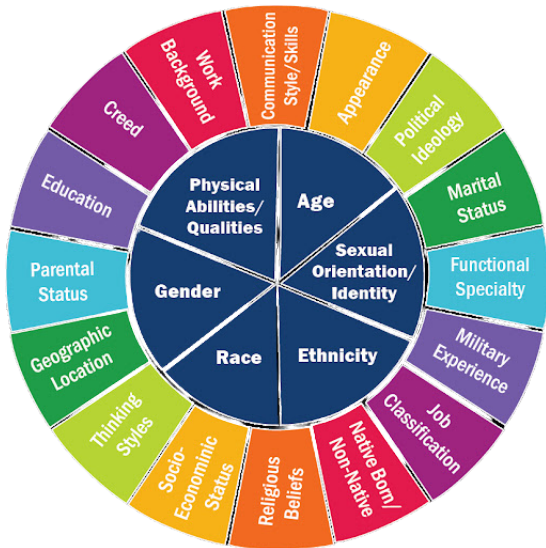 Communication
Style/Skills
Appearance
Political
Ideology
Marital
Status
Functional
Specialty
Military
Experience
Job
Classification
Native Born/
Non-Native
Religious
Beliefs
Socio-
Econominic
Status
Thinking
Styles
Geographic
Location
Parental
Status
Education
Creed
Work
Background
Physical
Abilities/
Qualities
Age
Sexual
Orientation/
Identity
Ethnicity
Race
Gender